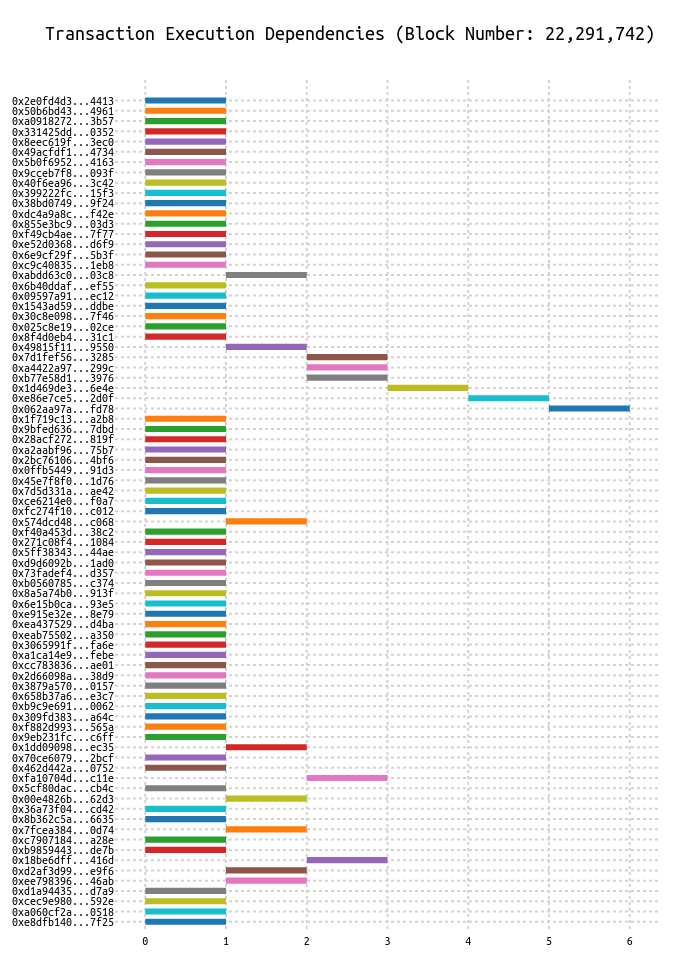 Transaction Execution Dependencies (Block Number: 22,291,742)
0x2e0fd4d3...4413
0x50b6bd43...4961
0xa0918272...3b57
0x331425dd...0352
0x8eec619f...3ec0
0x49acfdf1...4734
0x5b0f6952...4163
0x9cceb7f8...093f
0x40f6ea96...3c42
0x399222fc...15f3
0x38bd0749...9f24
0xdc4a9a8c...f42e
0x855e3bc9...03d3
0xf49cb4ae...7f77
0xe52d0368...d6f9
0x6e9cf29f...5b3f
0xc9c40835...1eb8
0xabdd63c0...03c8
0x6b40ddaf...ef55
0x09597a91...ec12
0x1543ad59...ddbe
0x30c8e098...7f46
0x025c8e19...02ce
0x8f4d0eb4...31c1
0x49815f11...9550
0x7d1fef56...3285
0xa4422a97...299c
0xb77e58d1...3976
0x1d469de3...6e4e
0xe86e7ce5...2d0f
0x062aa97a...fd78
0x1f719c13...a2b8
0x9bfed636...7dbd
0x28acf272...819f
0xa2aabf96...75b7
0x2bc76106...4bf6
0x0ffb5449...91d3
0x45e7f8f0...1d76
0x7d5d331a...ae42
0xce6214e0...f0a7
0xfc274f10...c012
0x574dcd48...c068
0xf40a453d...38c2
0x271c08f4...1084
0x5ff38343...44ae
0xd9d6092b...1ad0
0x73fadef4...d357
0xb0560785...c374
0x8a5a74b0...913f
0x6e15b0ca...93e5
0xe915e32e...8e79
0xea437529...d4ba
0xeab75502...a350
0x3065991f...fa6e
0xa1ca14e9...febe
0xcc783836...ae01
0x2d66098a...38d9
0x3879a570...0157
0x658b37a6...e3c7
0xb9c9e691...0062
0x309fd383...a64c
0xf882d993...565a
0x9eb231fc...c6ff
0x1dd09098...ec35
0x70ce6079...2bcf
0x462d442a...0752
0xfa10704d...c11e
0x5cf80dac...cb4c
0x00e4826b...62d3
0x36a73f04...cd42
0x8b362c5a...6635
0x7fcea384...0d74
0xc7907184...a28e
0xb9859443...de7b
0x18be6dff...416d
0xd2af3d99...e9f6
0xee798396...46ab
0xd1a94435...d7a9
0xcec9e980...592e
0xa060cf2a...0518
0xe8dfb140...7f25
0 1 2 3 4 5 6